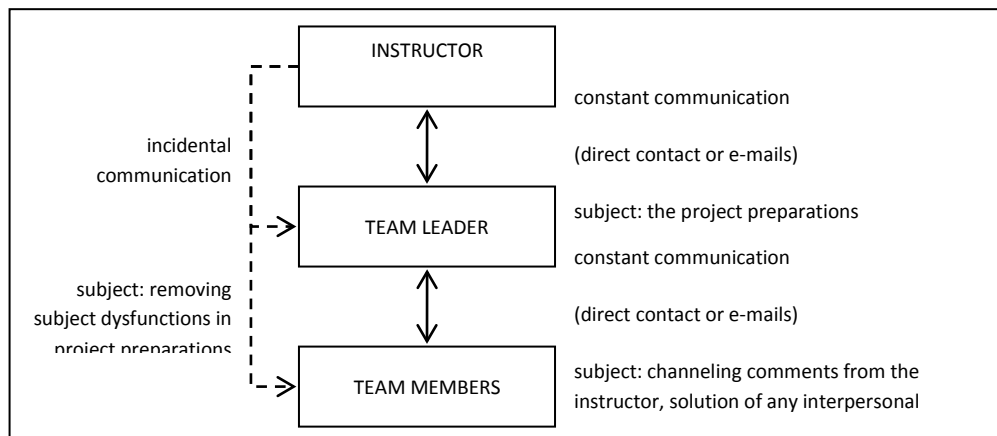 INSTRUCTOR
constant communication
(direct contact or e-mails)
subject: the project preparations
incidental
communication
TEAM LEADER
constant communication
(direct contact or e-mails)
subject: channeling comments from the
instructor, solution of any interpersonal
subject: removing
subject dysfunctions in
project preparations
TEAM MEMBERS